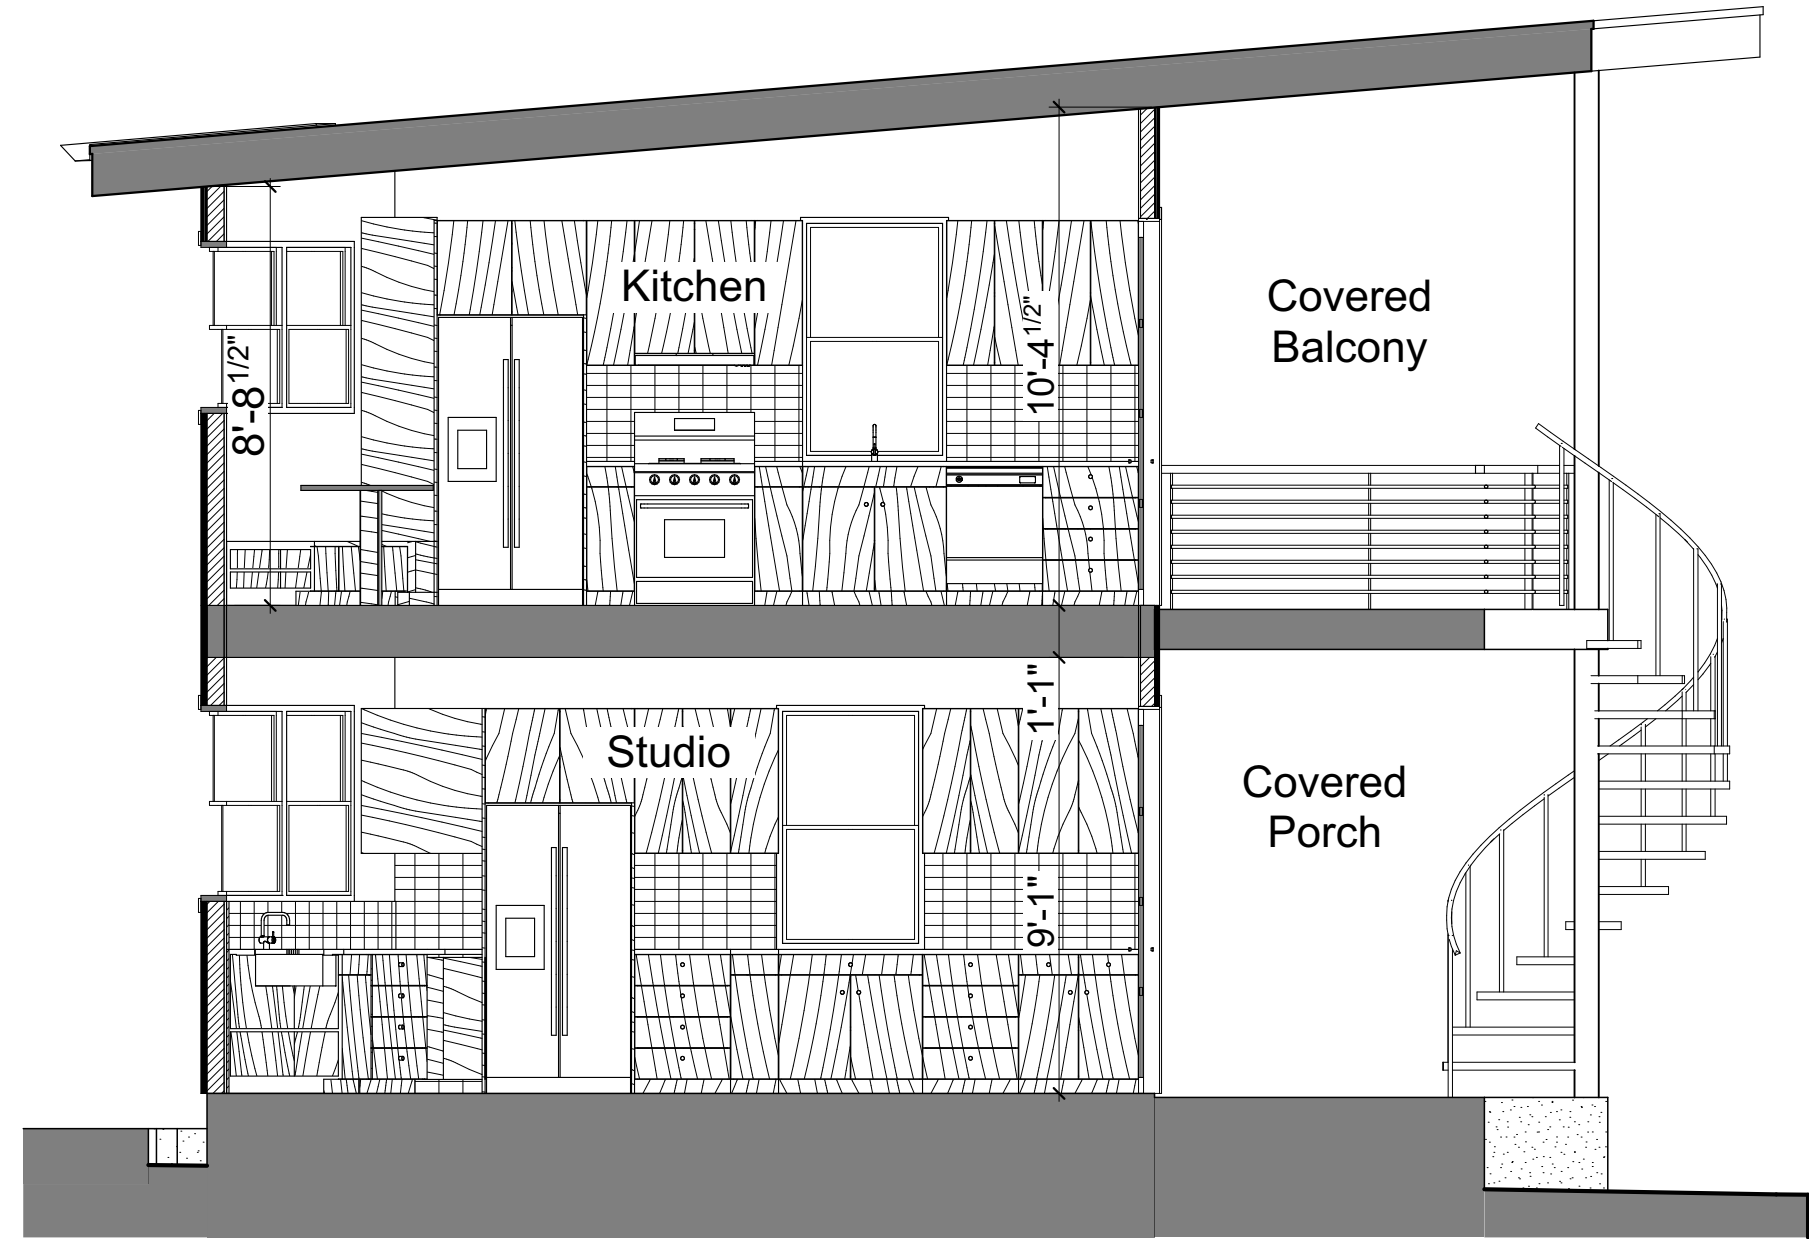 Kitchen
Covered
Balcony
8'-8 1/2"
10'-4 1/2"
1'-1"
Studio
Covered
Porch
9'-1"